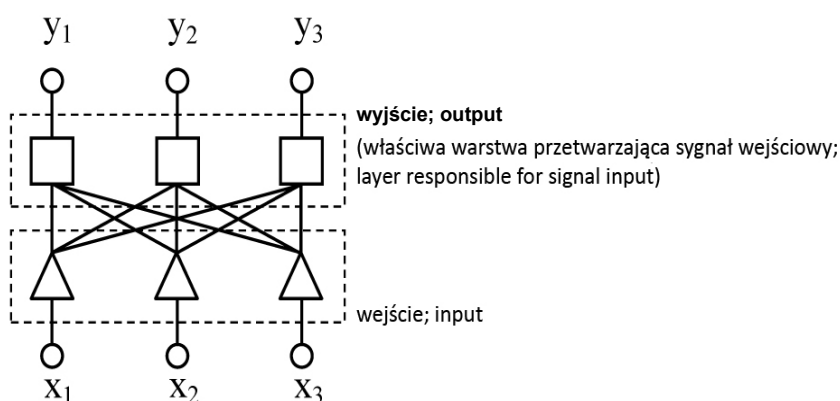 y1 y2 y3
wyjście; output
(właściwa warstwa przetwarzająca sygnał wejściowy;
layer responsible for signal input)
wejście; input
x1 x2 x3